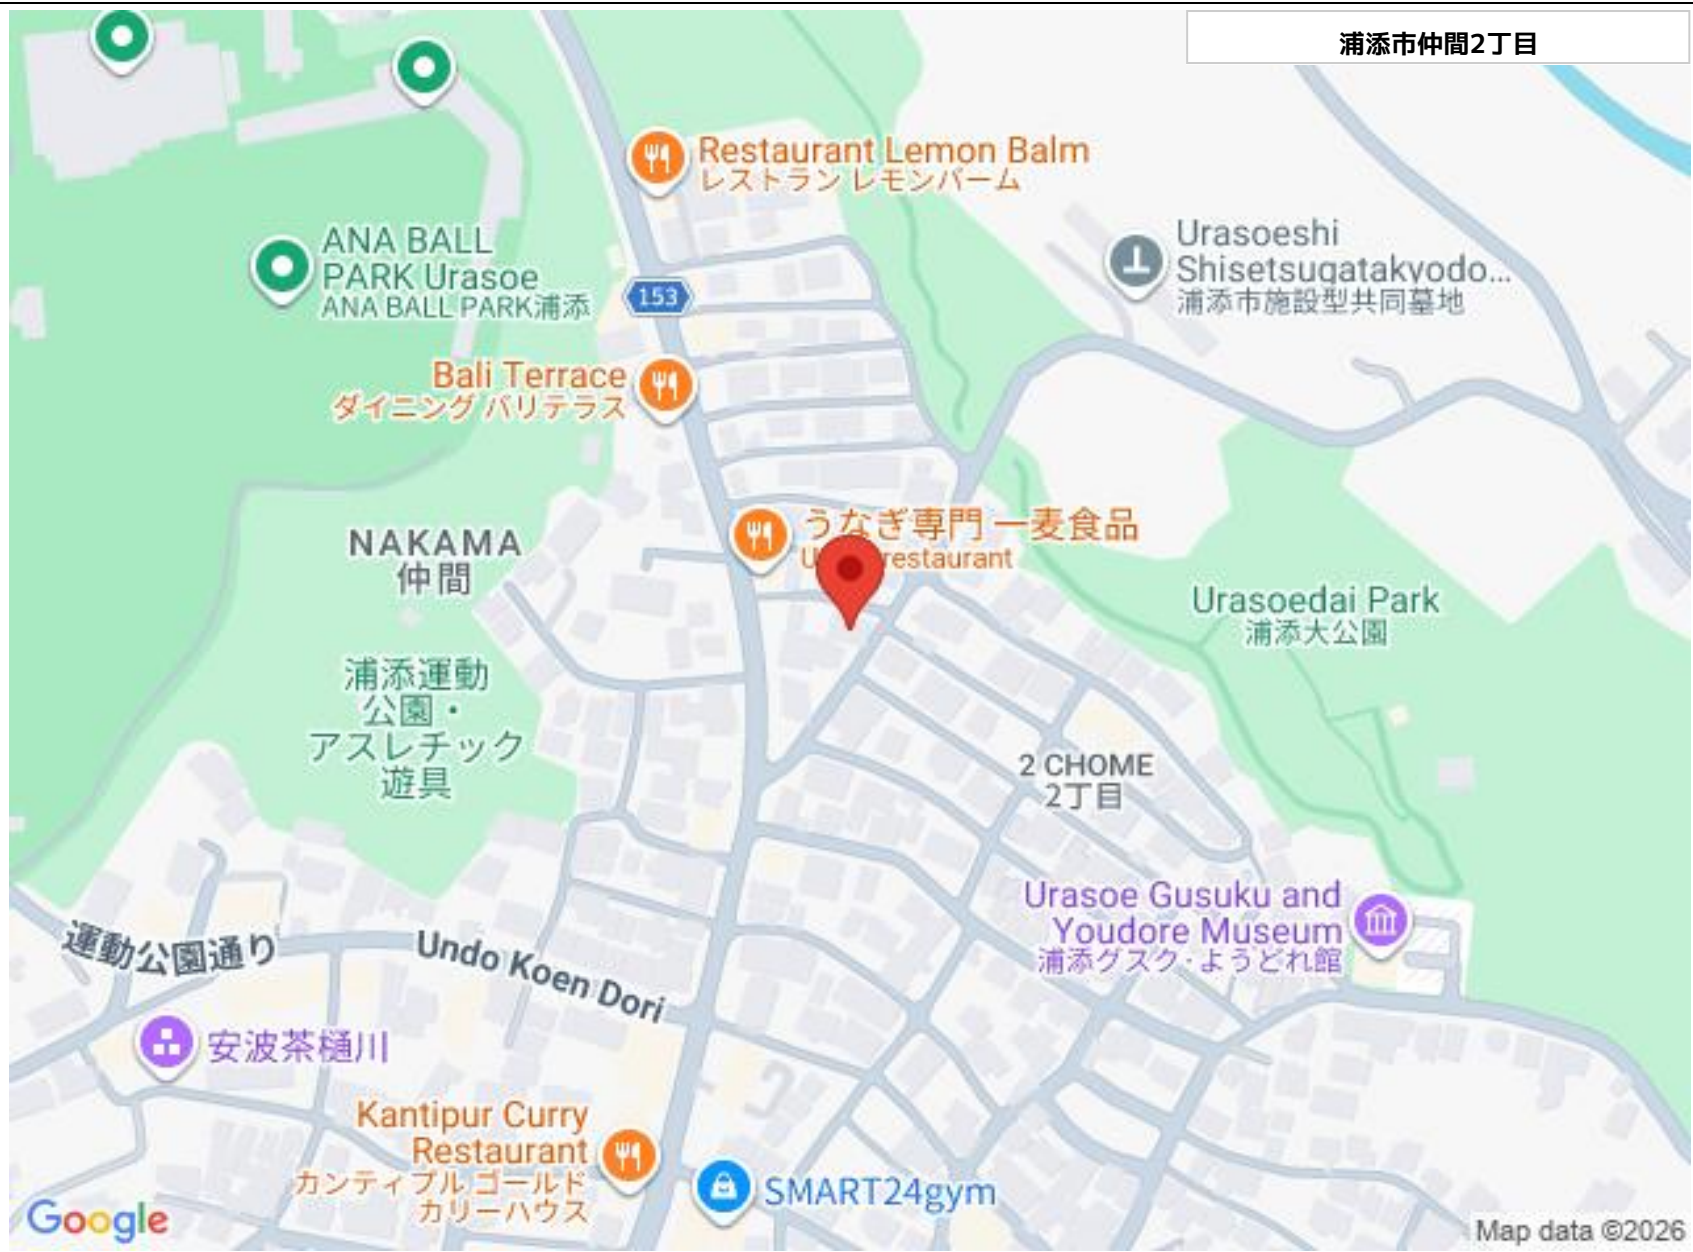 浦添市仲間2丁目
Restaurant Lemon Balm
レストラン レモンバーム
ANA BALL
PARK Urasoe
ANA BALL PARK浦添
153
Urasoeshi
Shisetsugatakyodo...
浦添市施設型共同墓地
Bali Terrace
ダイニング バリテラス
うなぎ専門 一麦食品
restaurant
NAKAMA
仲間
Urasoedai Park
浦添大公園
浦添運動
公園・
アスレチック
遊具
2 CHOME
2丁目
Urasoe Gusuku and
Youdore Museum
浦添グスク·ようどれ館
運動公園通り
Undo Koen Dori
安波茶樋川
Kantipur Curry
Restaurant
カンティプル ゴールド
カリーハウス
SMART24gym
Google
Map data ©2026